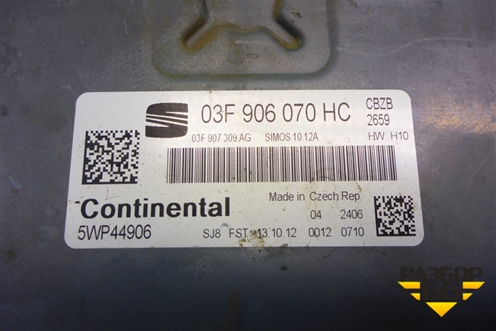 03F 906 070 HC CBZB
2659
03F 907 309 AG SIMOS 10.12A HW: H10
Continental Made in Czech Rep.
5WP44906 04 2406
SJ8 FST 13.10.12 0012 0710
РАЗБОР